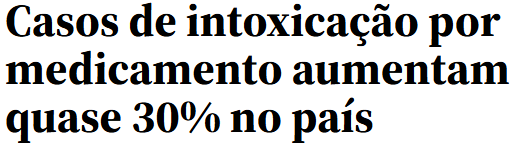 Casos de intoxicação por
medicamento aumentam
quase 30% no país